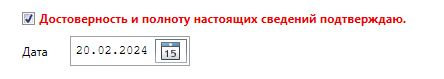 Достоверность и полноту настоящих сведений подтверждаю.
Дата 20.02.2024 15